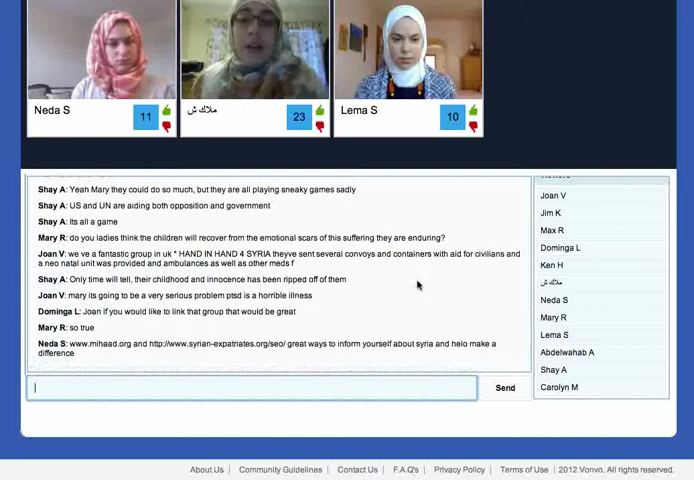 Neda S
11
ملاك ش
23
Lema S
10
Shay A: Yeah Mary they could do so much, but they are all playing sneaky games sadly
Shay A: US and UN are aiding both opposition and government
Shay A: Its all a game
Mary R: do you ladies think the children will recover from the emotional scars of this suffering they are enduring?
Joan V: we ve a fantastic group in uk * HAND IN HAND 4 SYRIA theyve sent several convoys and containers with aid for civilians and
a neo natal unit was provided and ambulances as well as other meds f
Shay A: Only time will tell, their childhood and innocence has been ripped off of them
Joan V: mary its going to be a very serious problem ptsd is a horrible illness
Dominga L: Joan if you would like to link that group that would be great
Mary R: so true
Neda S: www.mihaad.org and http://www.syrian-expatriates.org/seo/ great ways to inform yourself about syria and helo make a
difference
Send
Joan V
Jim K
Max R
Dominga L
Ken H
ملاك ش
Neda S
Mary R
Lema S
Abdelwahab A
Shay A
Carolyn M
About Us | Community Guidelines | Contact Us | F.A.Q's | Privacy Policy | Terms of Use | 2012 Vonvo. All rights reserved.